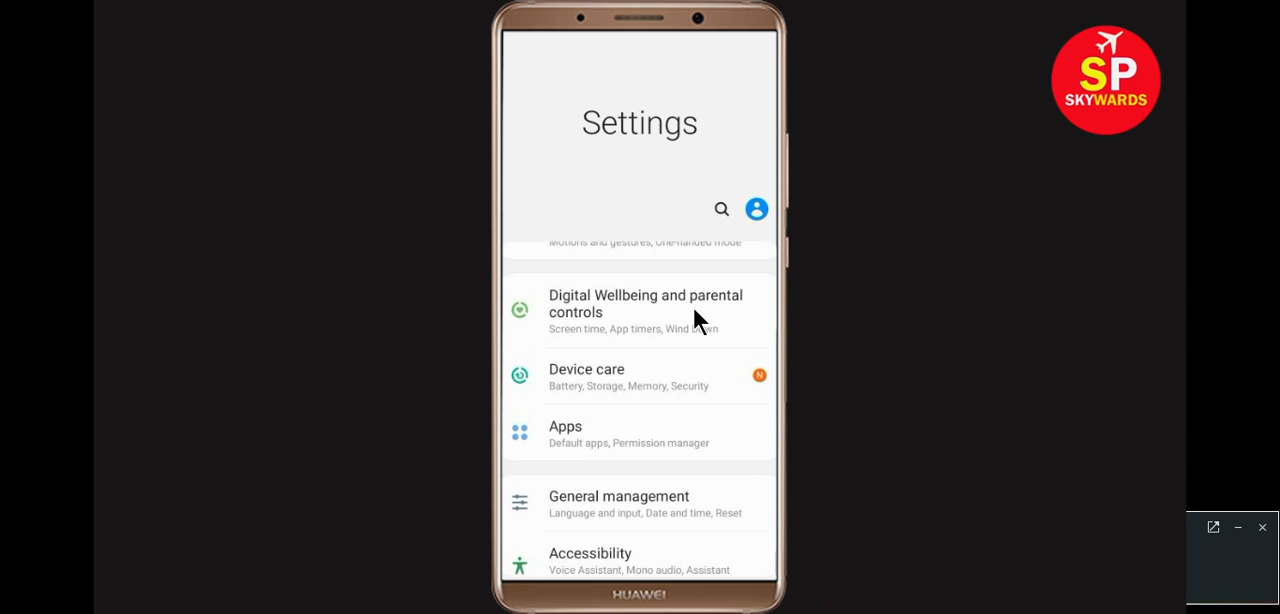 SP
SKYWARDS
Settings
Motions and gestures, One-handed mode
Digital Wellbeing and parental
controls
Screen time, App timers, Wind Down
Device care
N
Battery, Storage, Memory, Security
Apps
Default apps, Permission manager
General management
Language and input, Date and time, Reset
Accessibility
Voice Assistant, Mono audio, Assistant
HUAWEI